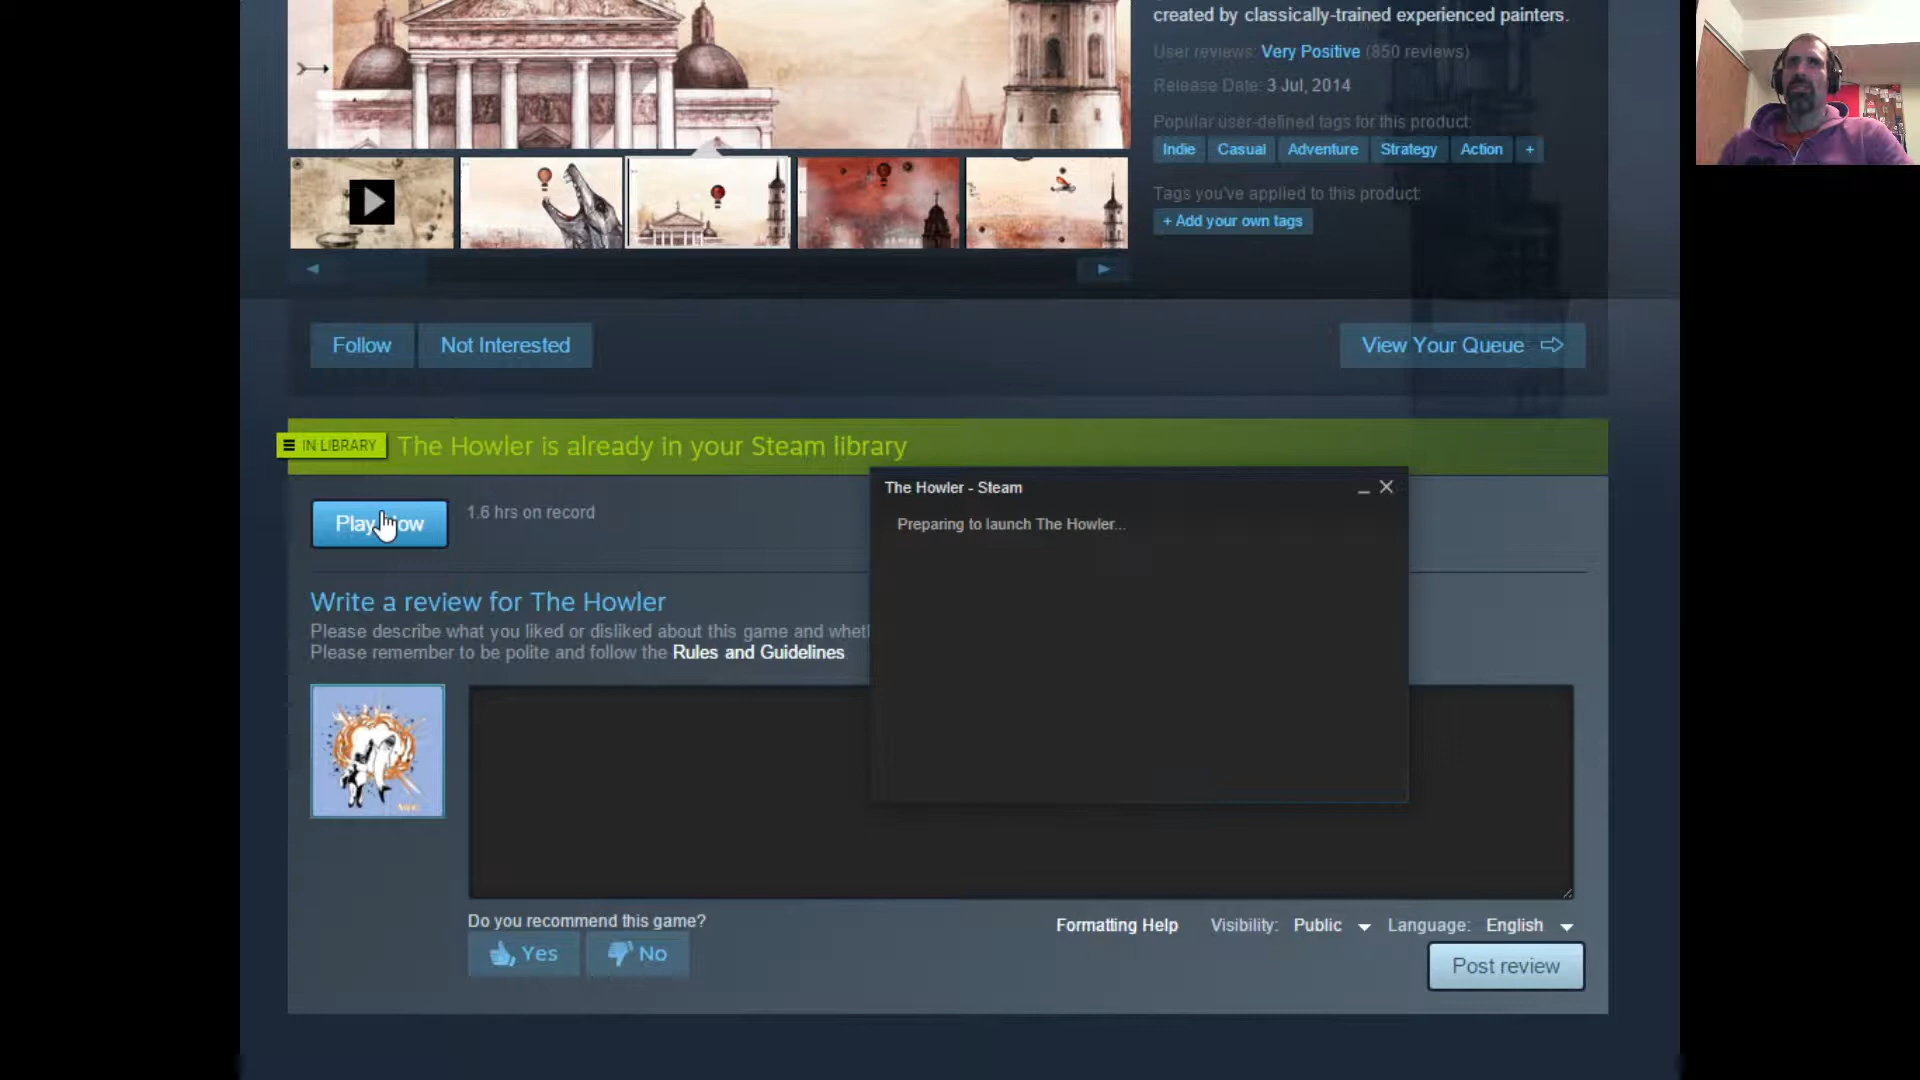 created by classically-trained experienced painters.
User reviews: Very Positive (850 reviews)
Release Date: 3 Jul, 2014
Popular user-defined tags for this product:
Indie Casual Adventure Strategy Action +
Tags you've applied to this product:
+ Add your own tags
Follow Not Interested View Your Queue
IN LIBRARY The Howler is already in your Steam library
The Howler - Steam
Play Now 1.6 hrs on record
Preparing to launch The Howler...
Write a review for The Howler
Please describe what you liked or disliked about this game and whet
Please remember to be polite and follow the Rules and Guidelines
Do you recommend this game?
Formatting Help Visibility: Public Language: English
Yes No
Post review